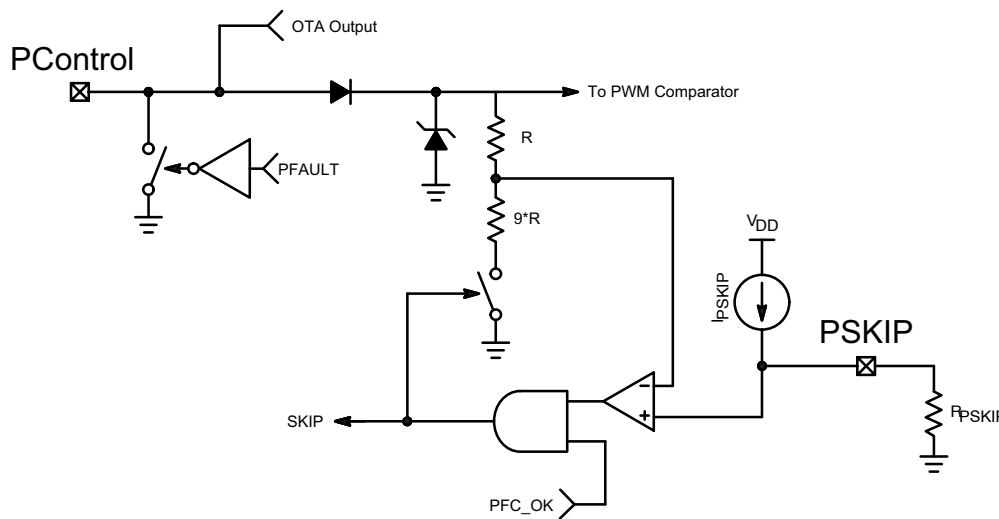 OTA Output
PControl
To PWM Comparator
R
PFAULT
9*R
VDD
IPSKIP
PSKIP
RPSKIP
SKIP
PFC_OK